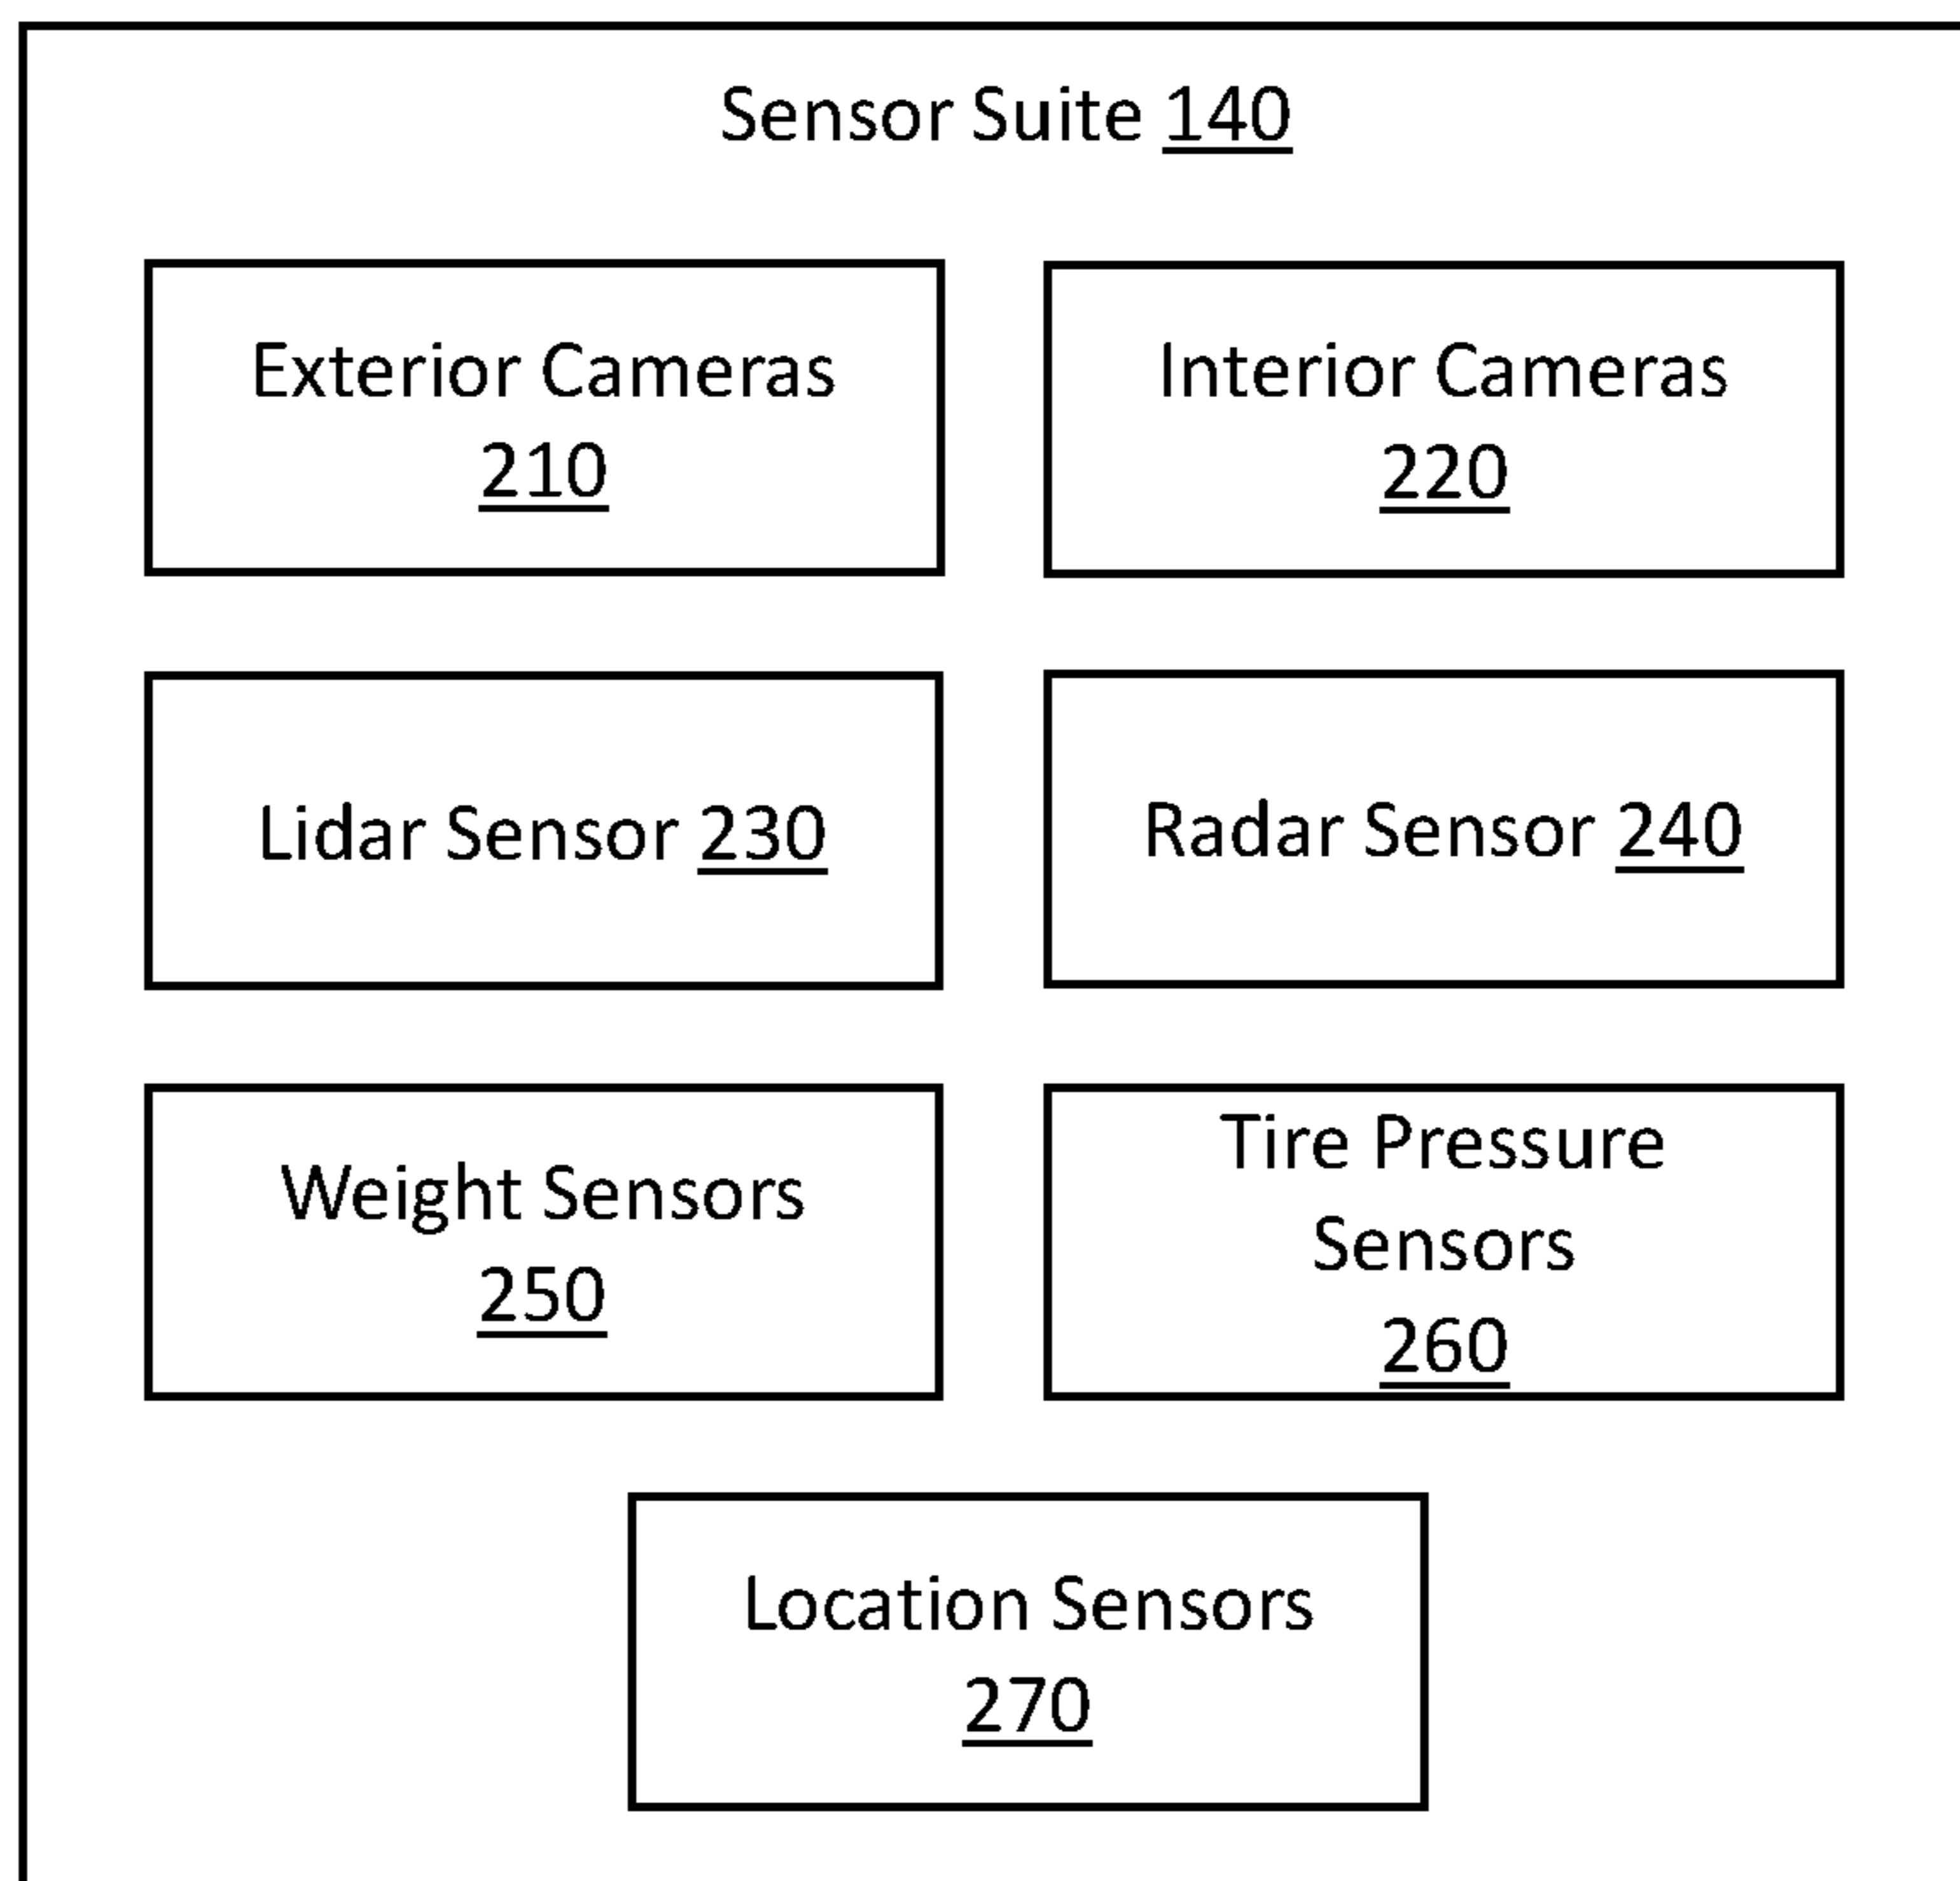 Sensor Suite 140
Exterior Cameras
210
Interior Cameras
220
Lidar Sensor 230
Radar Sensor 240
Weight Sensors
250
Tire Pressure
Sensors
260
Location Sensors
270